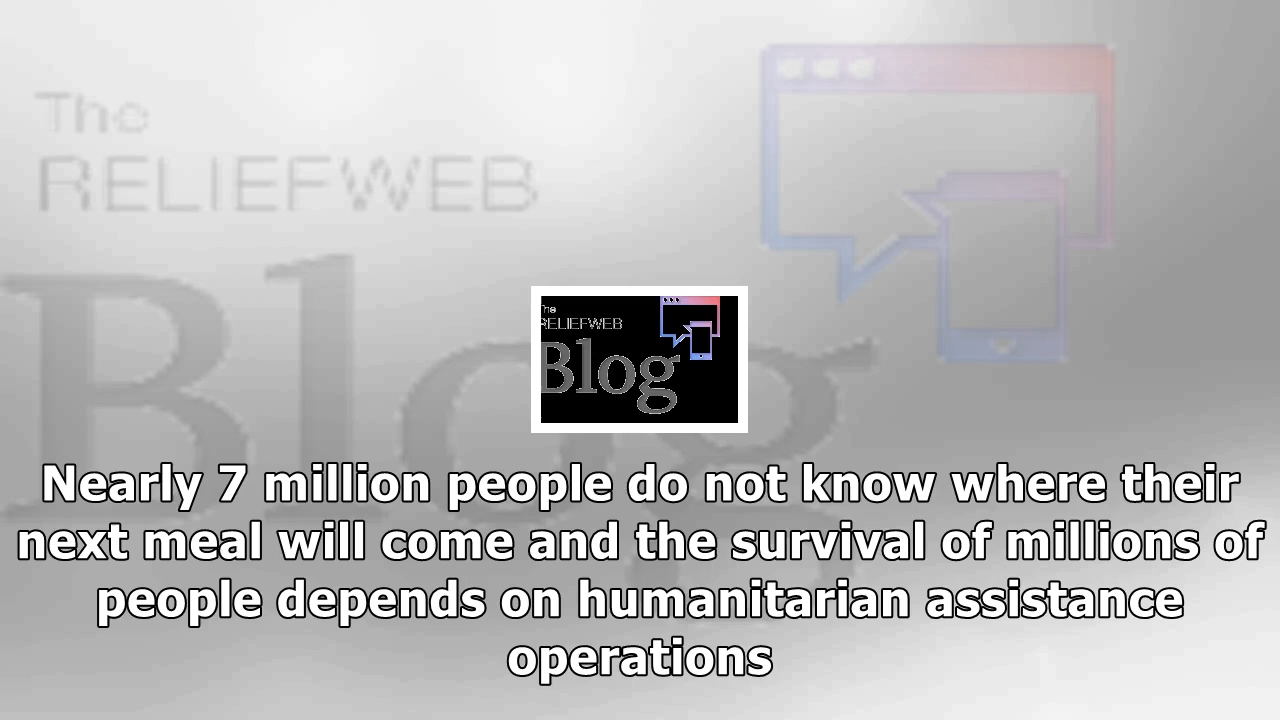 The
RELIEFWEB
Blog
The
RELIEFWEB
Blog
Nearly 7 million people do not know where their
next meal will come and the survival of millions of
people depends on humanitarian assistance
operations